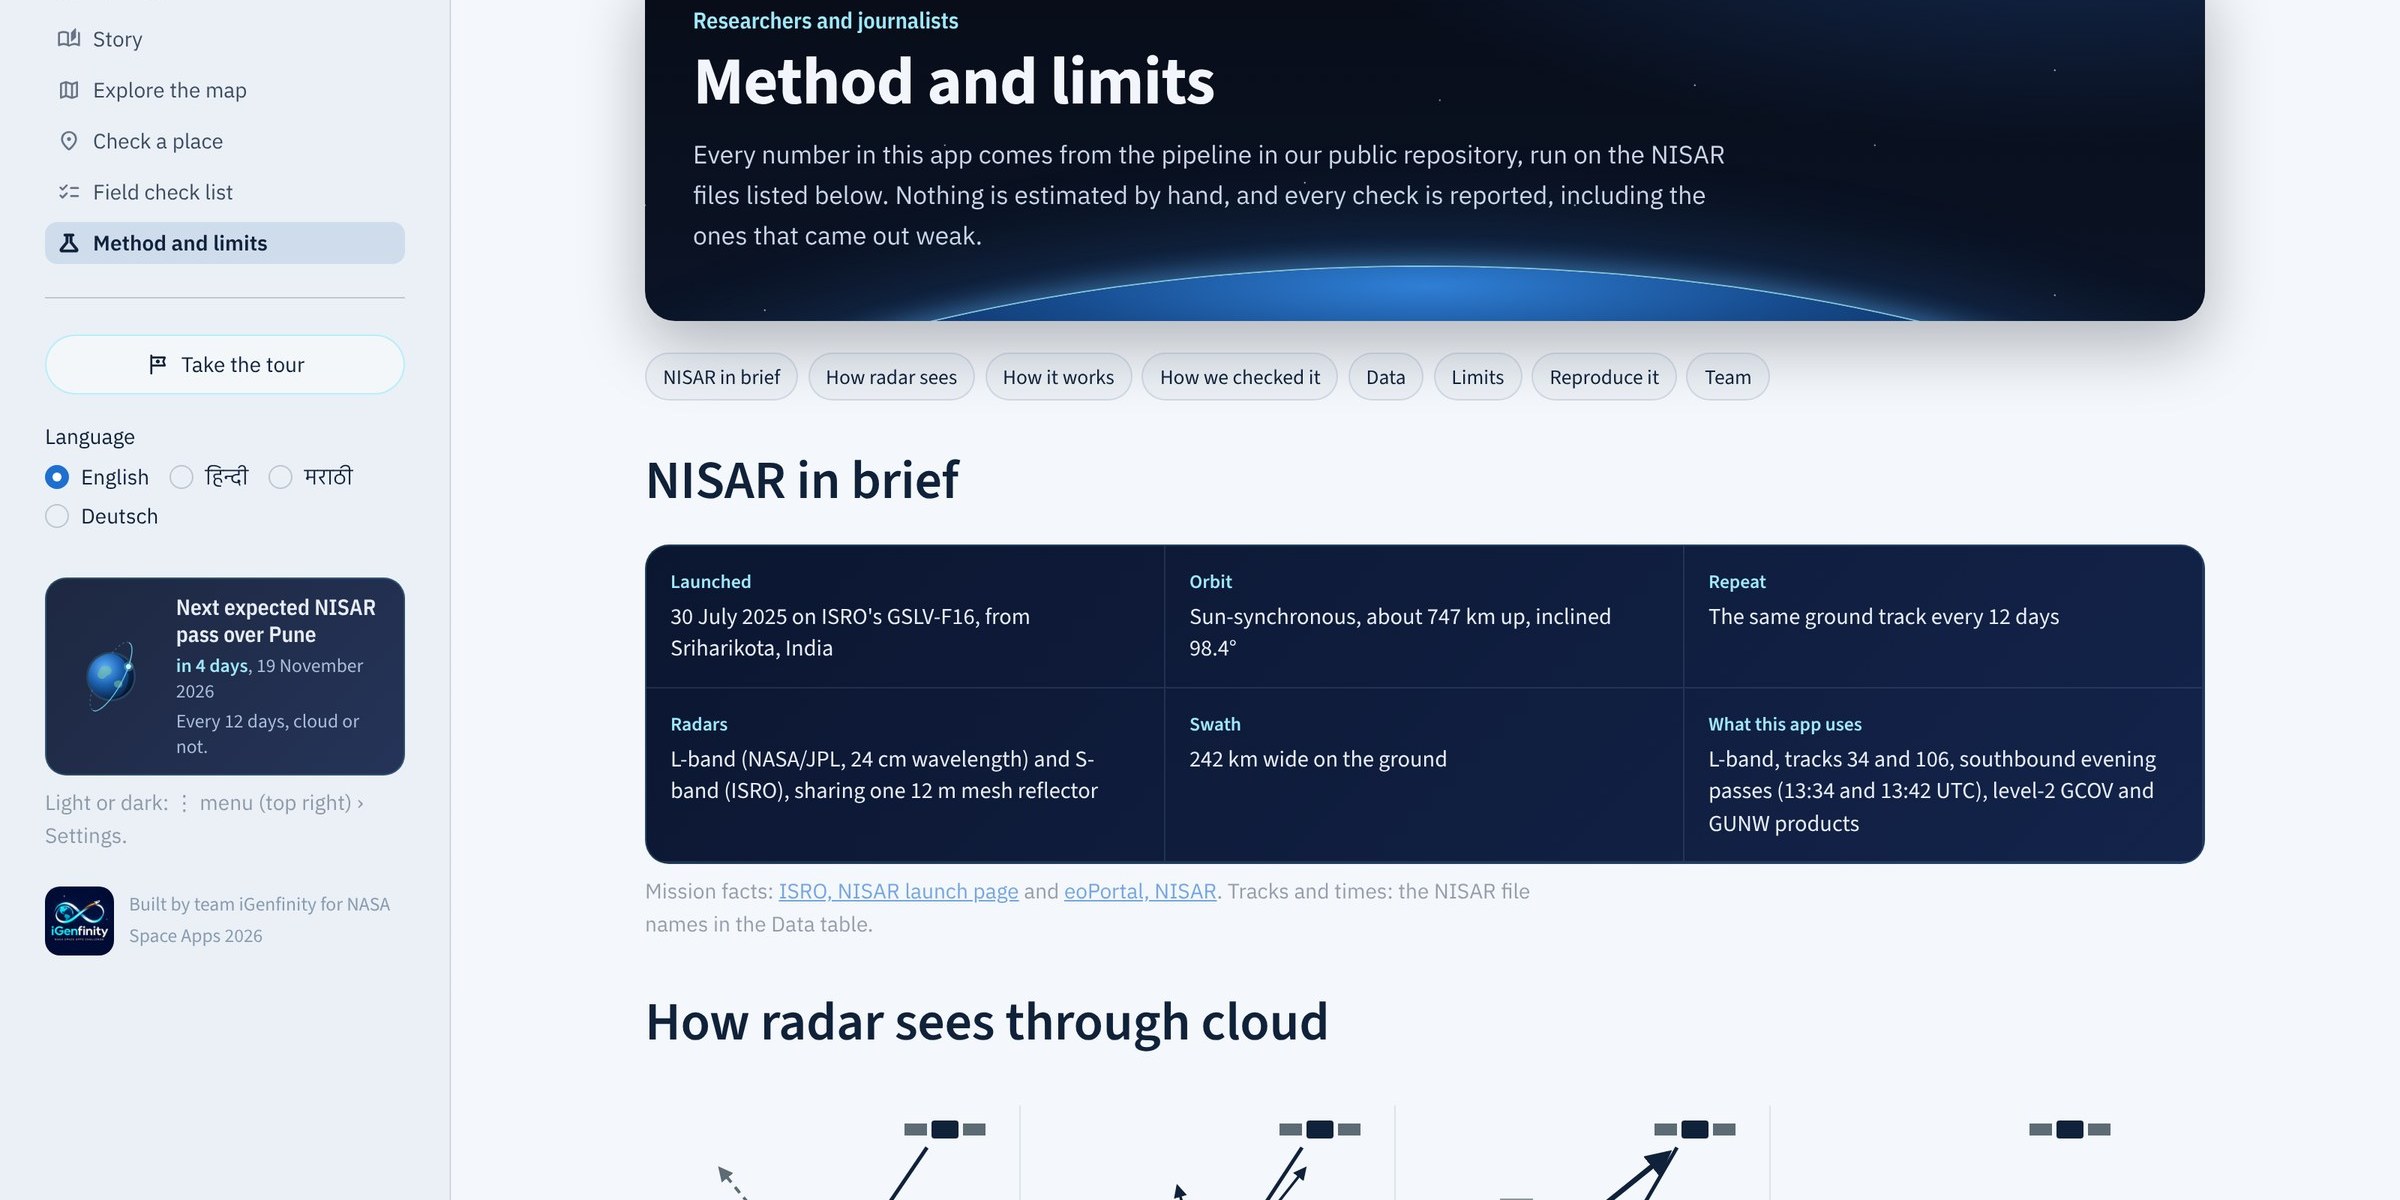 Story
Explore the map
Check a place
Field check list
Method and limits
Take the tour
Language
English
हिन्दी
मराठी
Deutsch
Next expected NISAR
pass over Pune
in 4 days, 19 November
2026
Every 12 days, cloud or
not.
Light or dark: ⋮ menu (top right) ›
Settings.
iGenfinity
Built by team iGenfinity for NASA
Space Apps 2026
Researchers and journalists
Method and limits
Every number in this app comes from the pipeline in our public repository, run on the NISAR
files listed below. Nothing is estimated by hand, and every check is reported, including the
ones that came out weak.
NISAR in brief
How radar sees
How it works
How we checked it
Data
Limits
Reproduce it
Team
NISAR in brief
Launched
30 July 2025 on ISRO's GSLV-F16, from
Sriharikota, India
Orbit
Sun-synchronous, about 747 km up, inclined
98.4°
Repeat
The same ground track every 12 days
Radars
L-band (NASA/JPL, 24 cm wavelength) and S-
band (ISRO), sharing one 12 m mesh reflector
Swath
242 km wide on the ground
What this app uses
L-band, tracks 34 and 106, southbound evening
passes (13:34 and 13:42 UTC), level-2 GCOV and
GUNW products
Mission facts: ISRO, NISAR launch page and eoPortal, NISAR. Tracks and times: the NISAR file
names in the Data table.
How radar sees through cloud